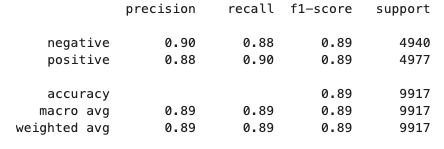 precision recall f1-score support
negative 0.90 0.88 0.89 4940
positive 0.88 0.90 0.89 4977
accuracy 0.89 9917
macro avg 0.89 0.89 0.89 9917
weighted avg 0.89 0.89 0.89 9917